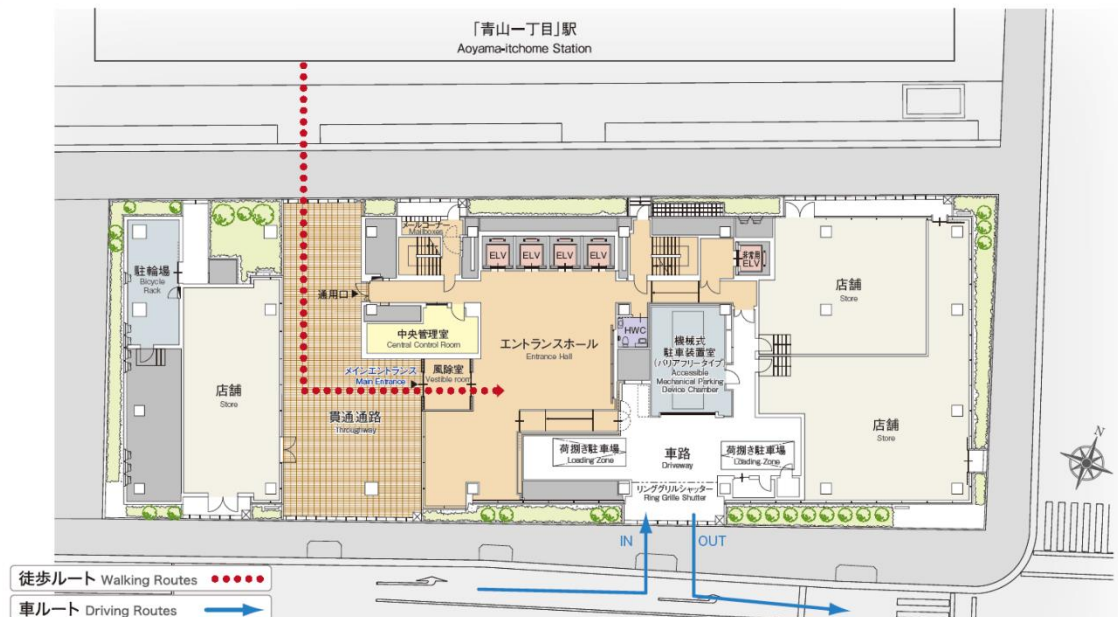 「青山一丁目」駅
Aoyama-itchome Station
メールコーナー
Mailboxes
ELV
ELV
ELV
ELV
非常用
ELV
駐輪場
Bicycle
Rack
通用口▶
中央管理室
Central Control Room
エントランスホール
Entrance Hall
HWC
機械式
駐車装置室
(バリアフリータイプ)
Accessible
Mechanical Parking
Device Chamber
店舗
Store
メインエントランス
Main Entrance
風除室
Vestible room
店舗
Store
貫通通路
Throughway
店舗
Store
荷捌き駐車場
Loading Zone
車路
Driveway
荷捌き駐車場
Loading Zone
リンググリルシャッター
Ring Grille Shutter
IN
OUT
N
徒歩ルート Walking Routes
車ルート Driving Routes